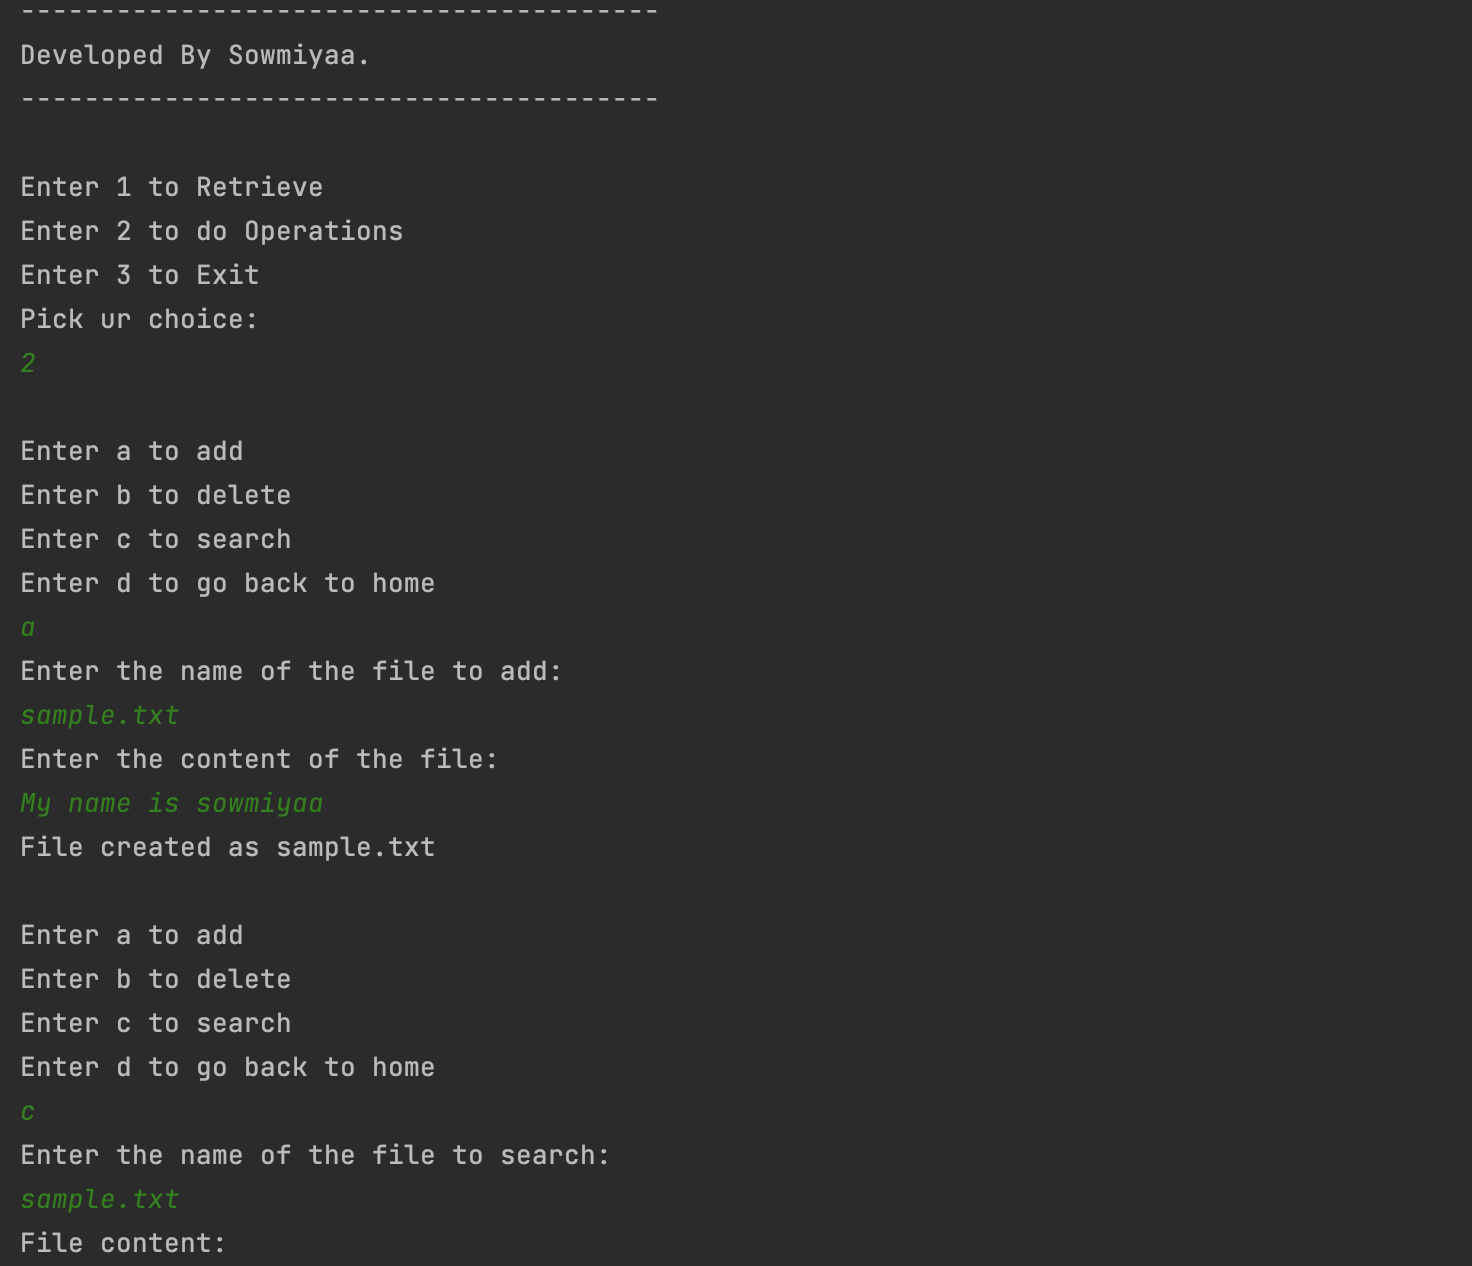 ----------------------------------------
Developed By Sowmiyaa.
----------------------------------------
Enter 1 to Retrieve
Enter 2 to do Operations
Enter 3 to Exit
Pick ur choice:
2
Enter a to add
Enter b to delete
Enter c to search
Enter d to go back to home
a
Enter the name of the file to add:
sample.txt
Enter the content of the file:
My name is sowmiyaa
File created as sample.txt
Enter a to add
Enter b to delete
Enter c to search
Enter d to go back to home
c
Enter the name of the file to search:
sample.txt
File content: